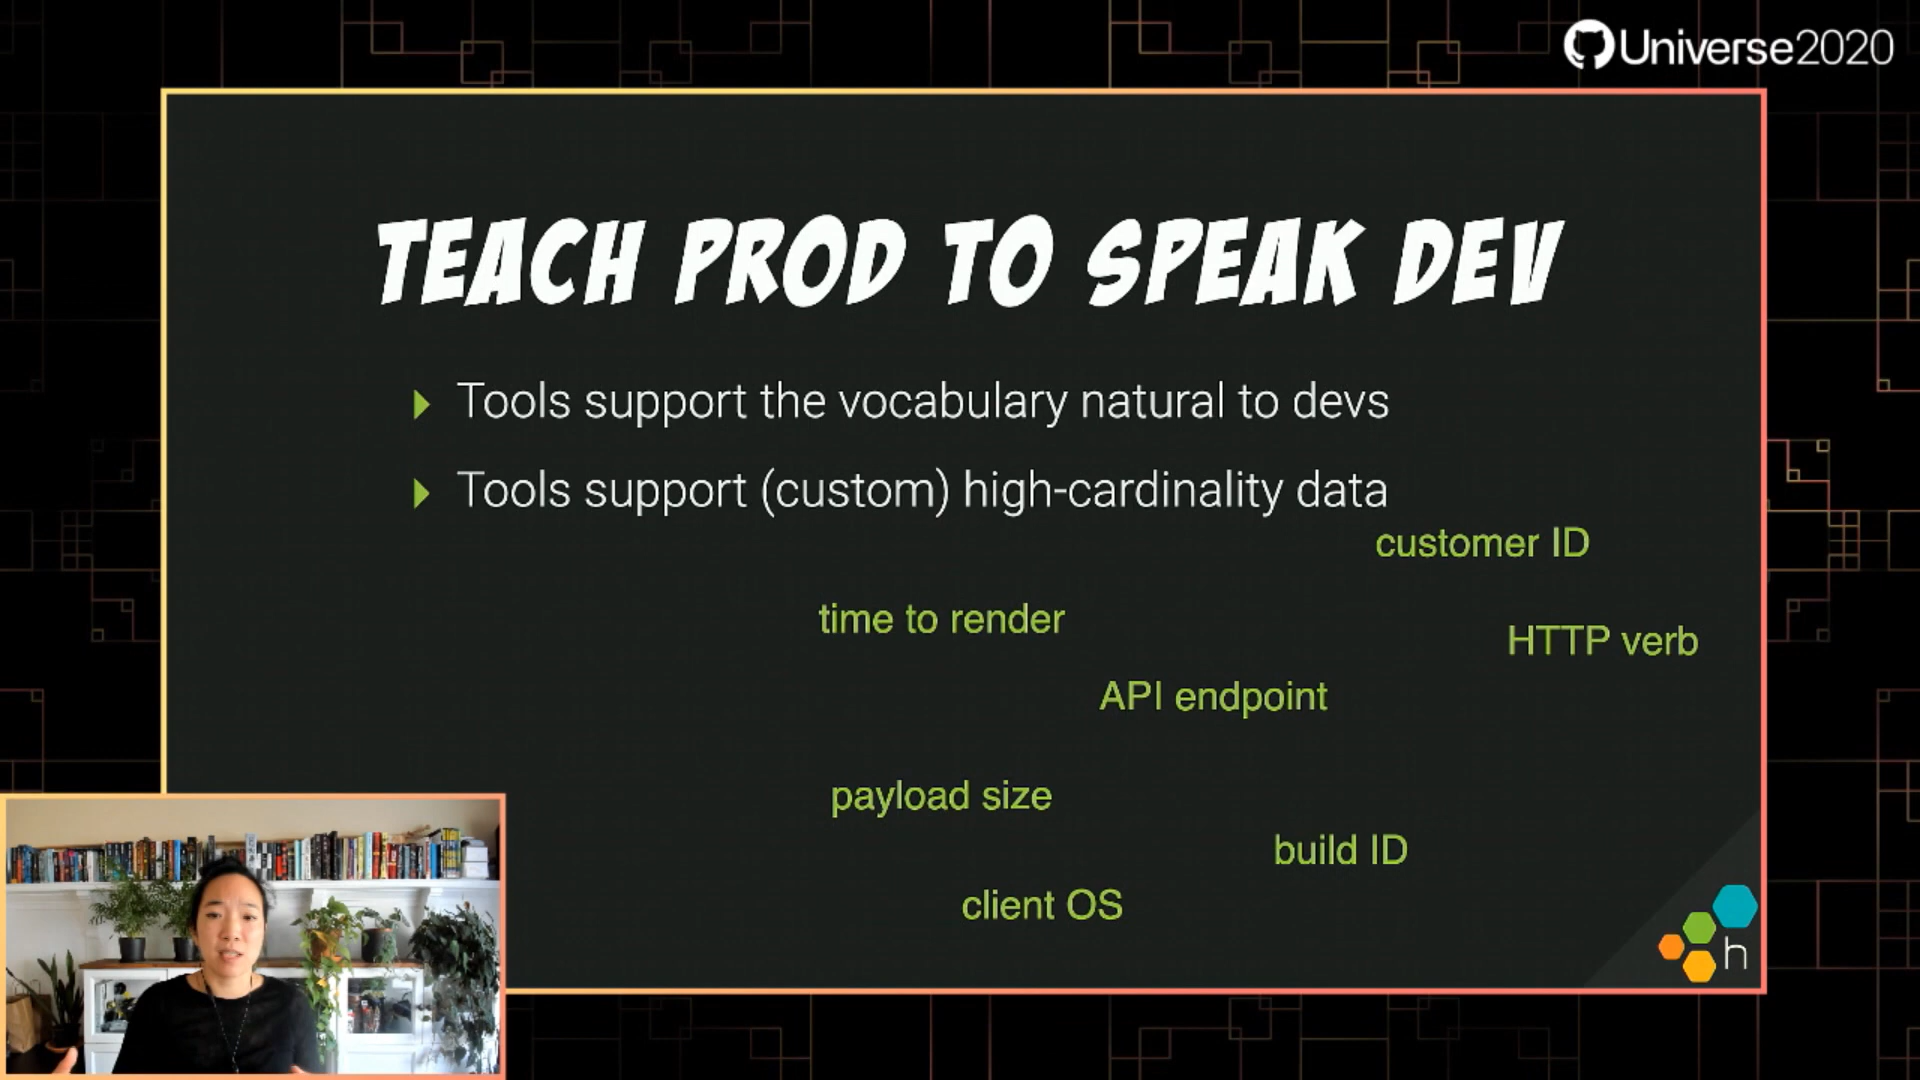 Universe2020
TEACH PROD TO SPEAK DEV
Tools support the vocabulary natural to devs
Tools support (custom) high-cardinality data
customer ID
time to render
HTTP verb
API endpoint
payload size
build ID
client OS
h